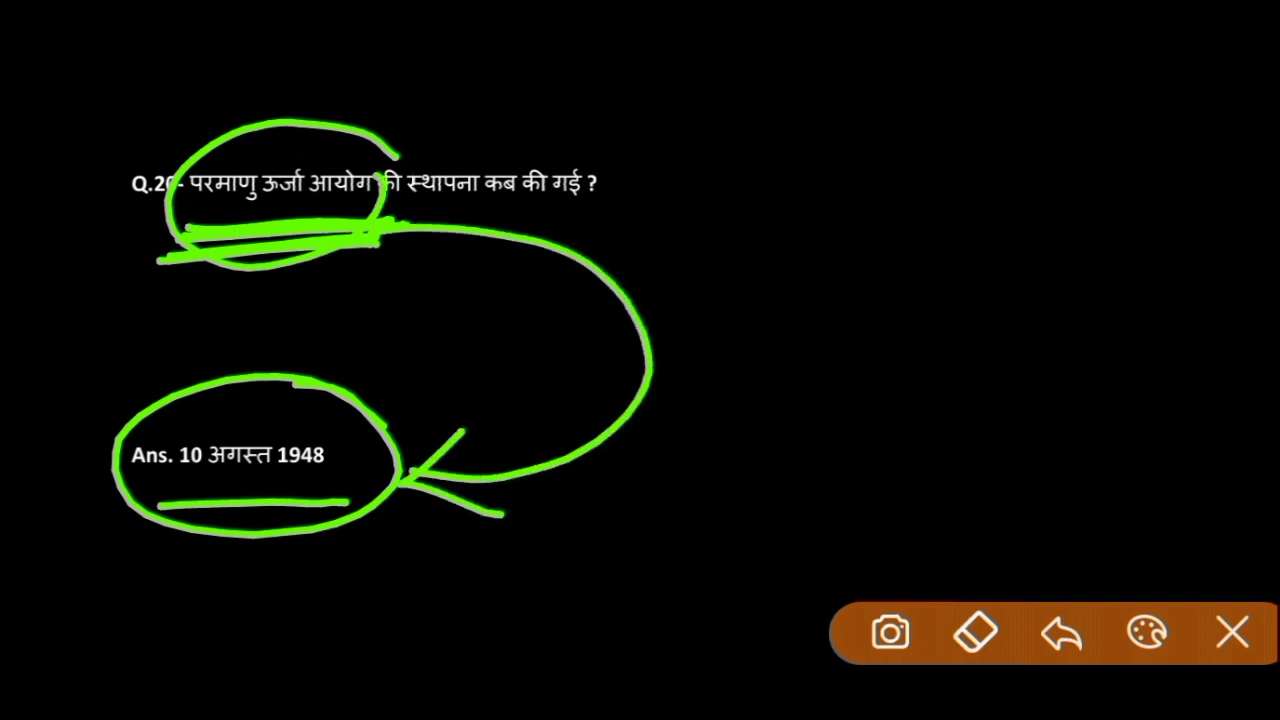 Q.20- परमाणु ऊर्जा आयोग की स्थापना कब की गई ?
Ans. 10 अगस्त 1948